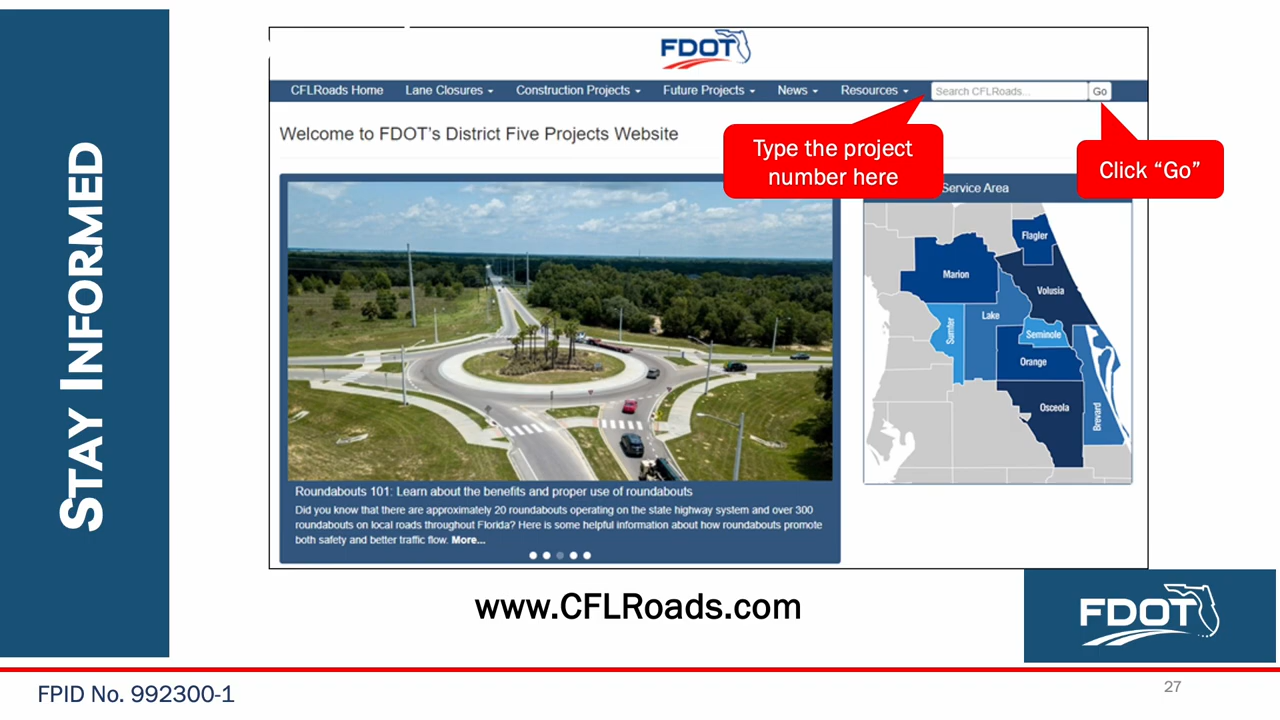 STAY INFORMED
FDOT
CFLRoads Home Lane Closures Construction Projects Future Projects News Resources Search CFLRoads... Go
Welcome to FDOT's District Five Projects Website
Type the project
number here
Click “Go”
Service Area
Flagler
Marion
Volusia
Lake
Sumter
Seminole
Orange
Osceola
Brevard
Roundabouts 101: Learn about the benefits and proper use of roundabouts
Did you know that there are approximately 20 roundabouts operating on the state highway system and over 300
roundabouts on local roads throughout Florida? Here is some helpful information about how roundabouts promote
both safety and better traffic flow. More...
www.CFLRoads.com
FDOT
FPID No. 992300-1
27